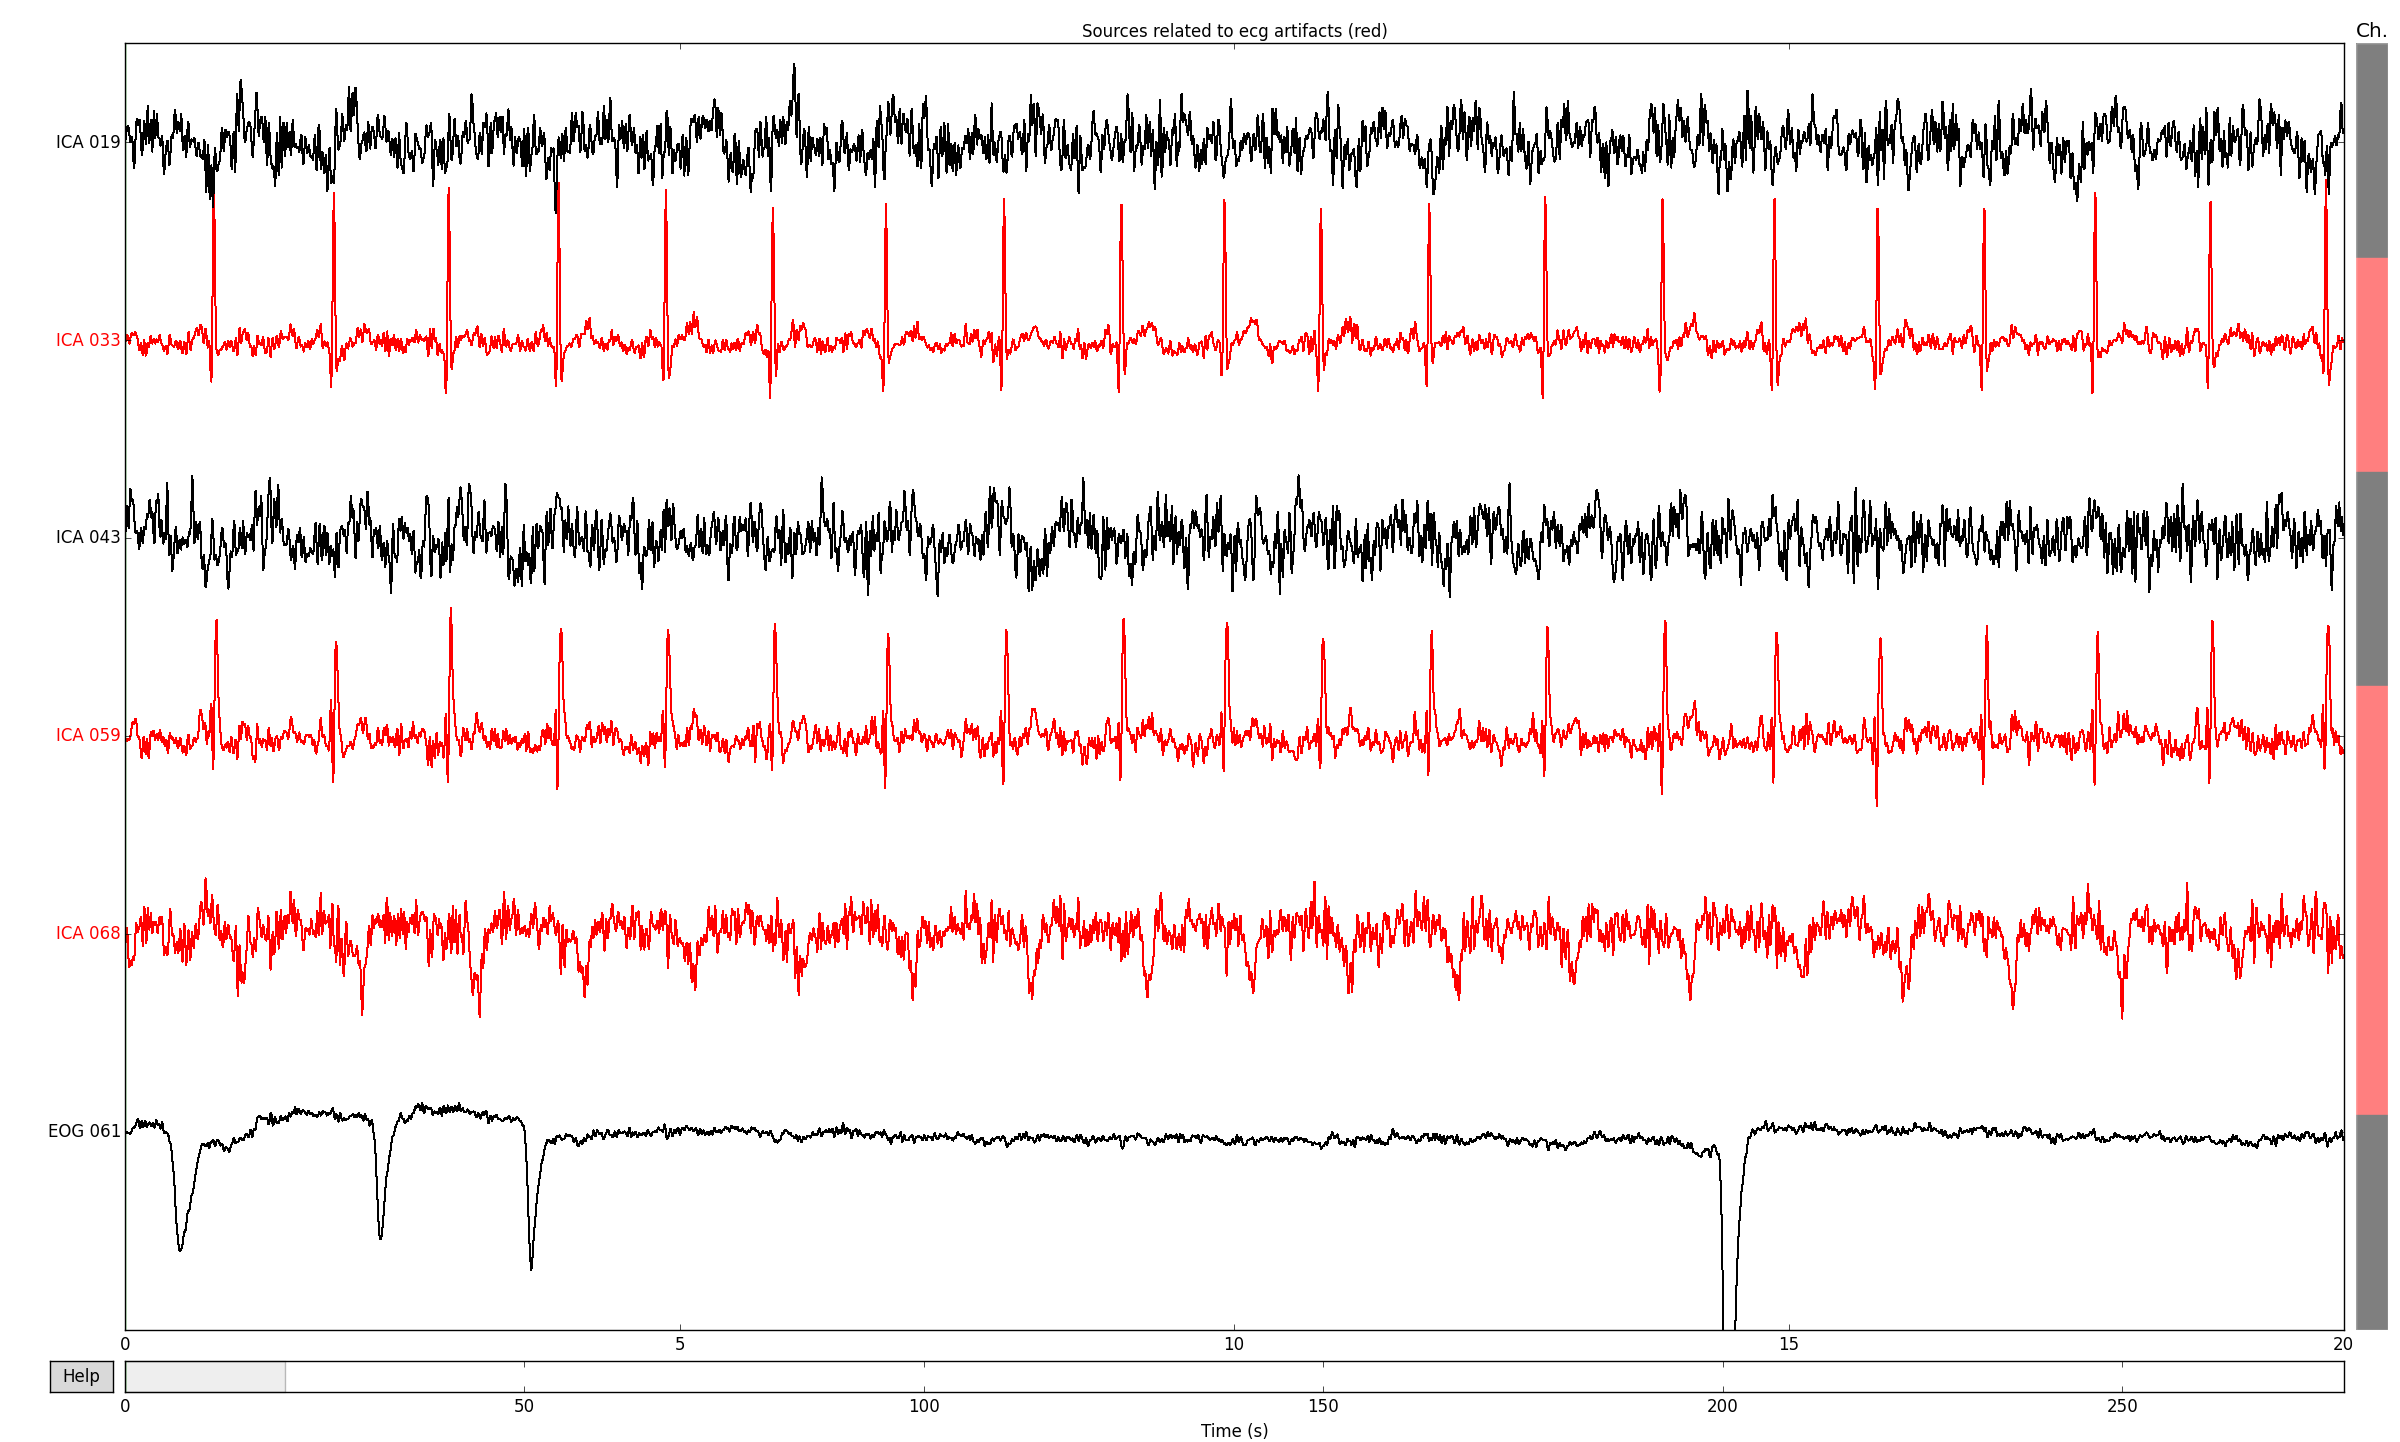 Sources related to ecg artifacts (red)
Ch.
ICA 019
ICA 033
ICA 043
ICA 059
ICA 068
EOG 061
0 5 10 15 20
Help
0 50 100 150 200 250
Time (s)